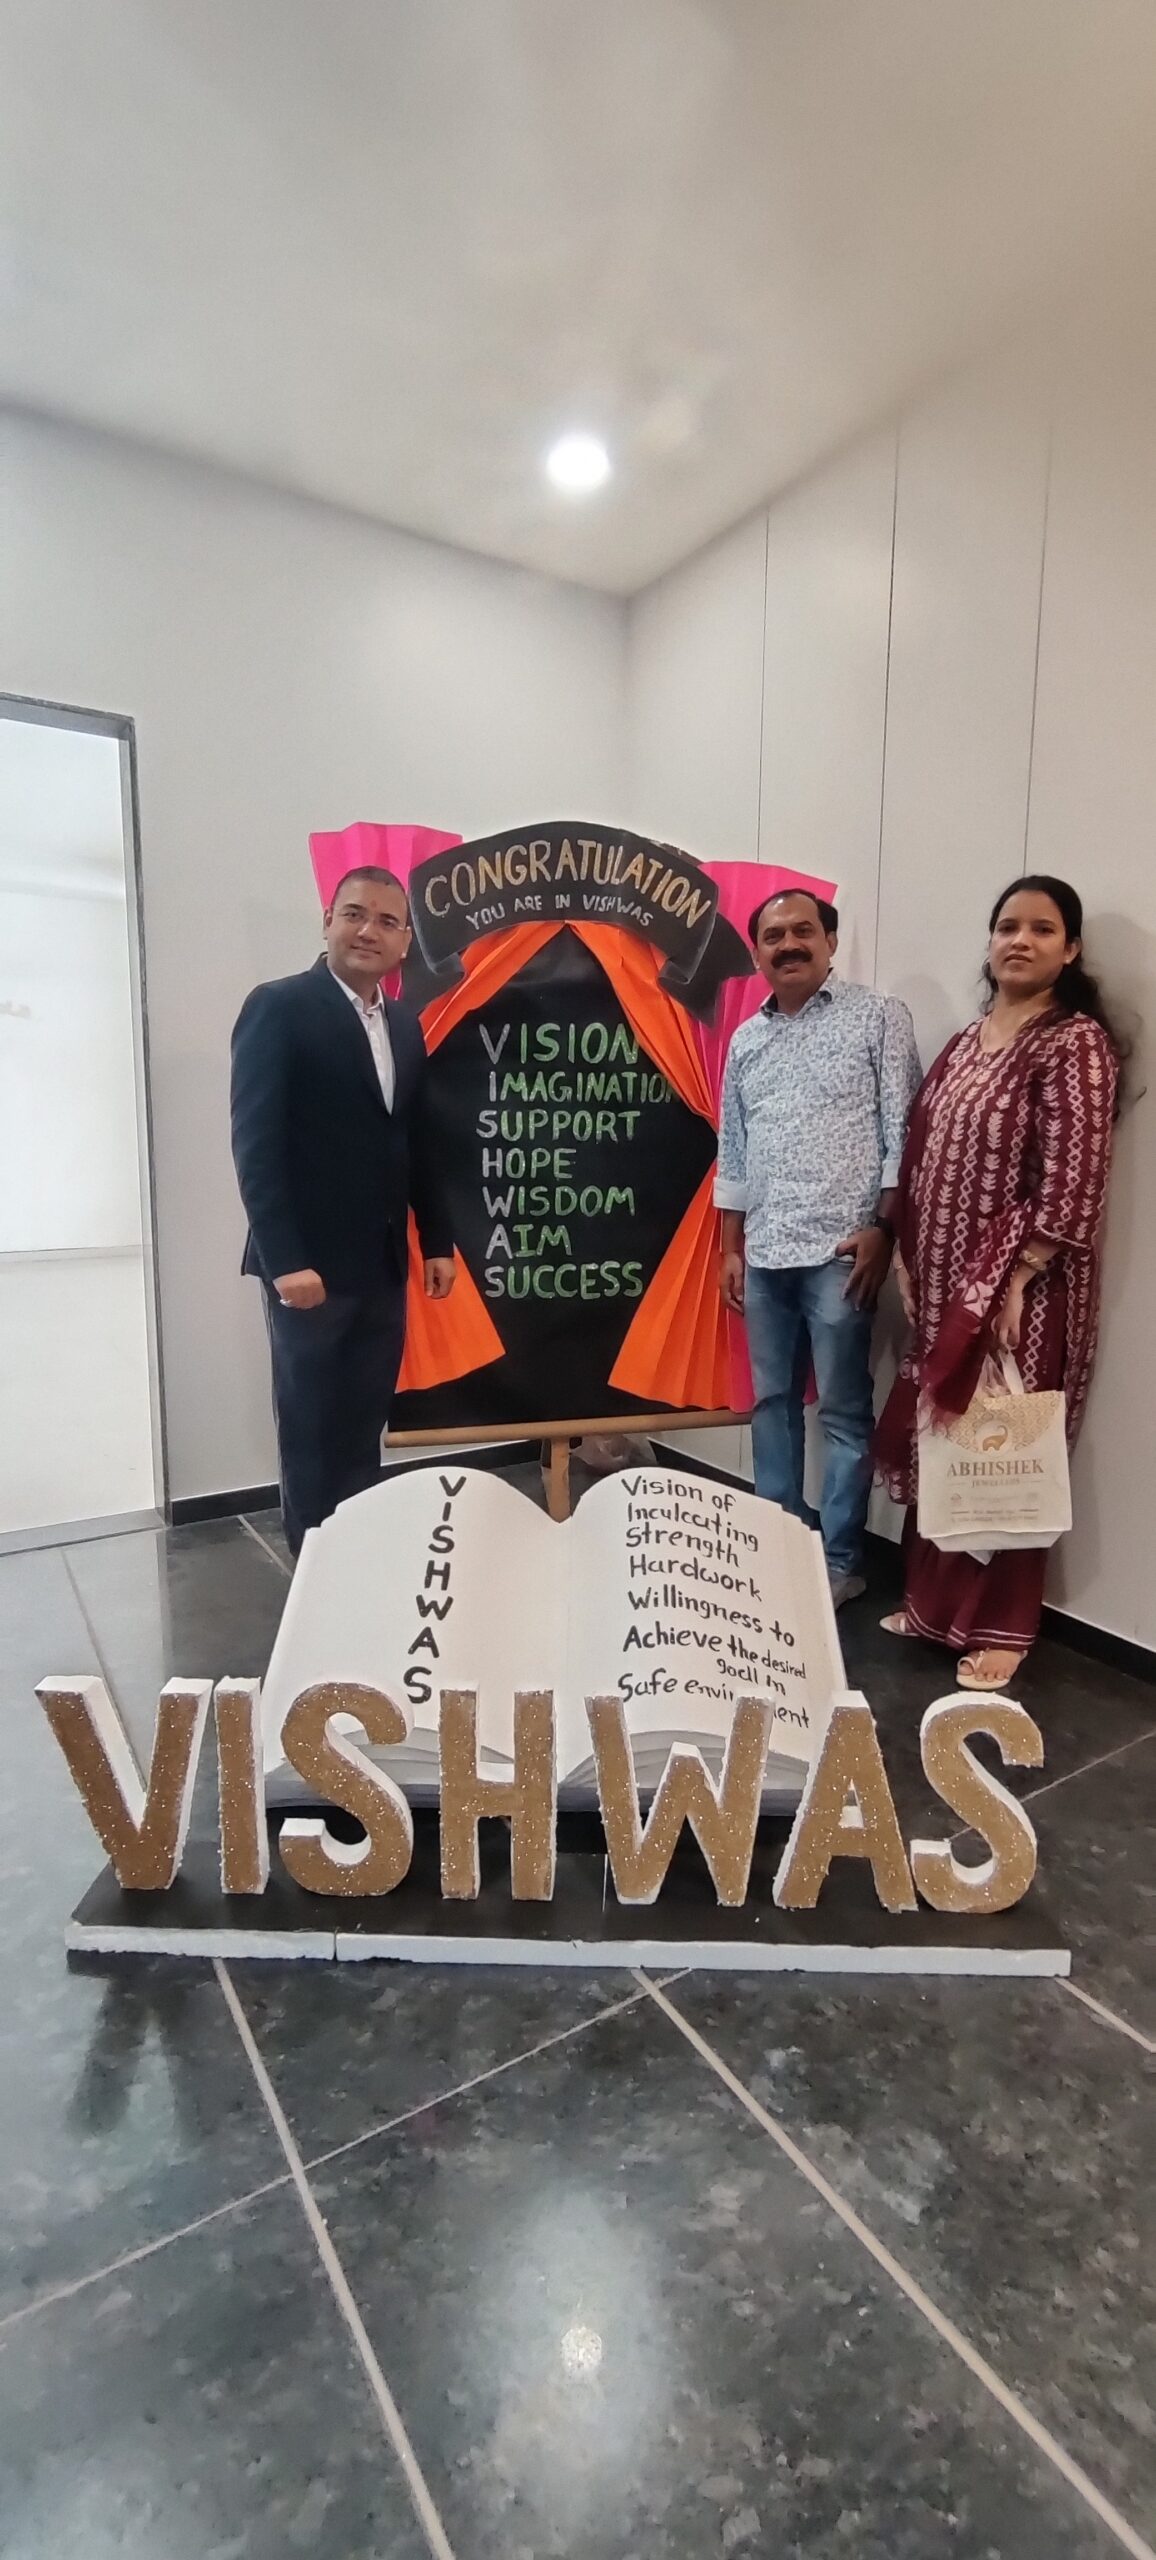 CONGRATULATION
YOU ARE IN VISHWAS
VISION
IMAGINATION
SUPPORT
HOPE
WISDOM
AIM
SUCCESS
VISHWAS
Vision of
Inculcating
Strength
Hardwork
Willingness to
Achieve the desired
goal in
Safe
VISHWAS
ABHISHEK
JEWELLERS